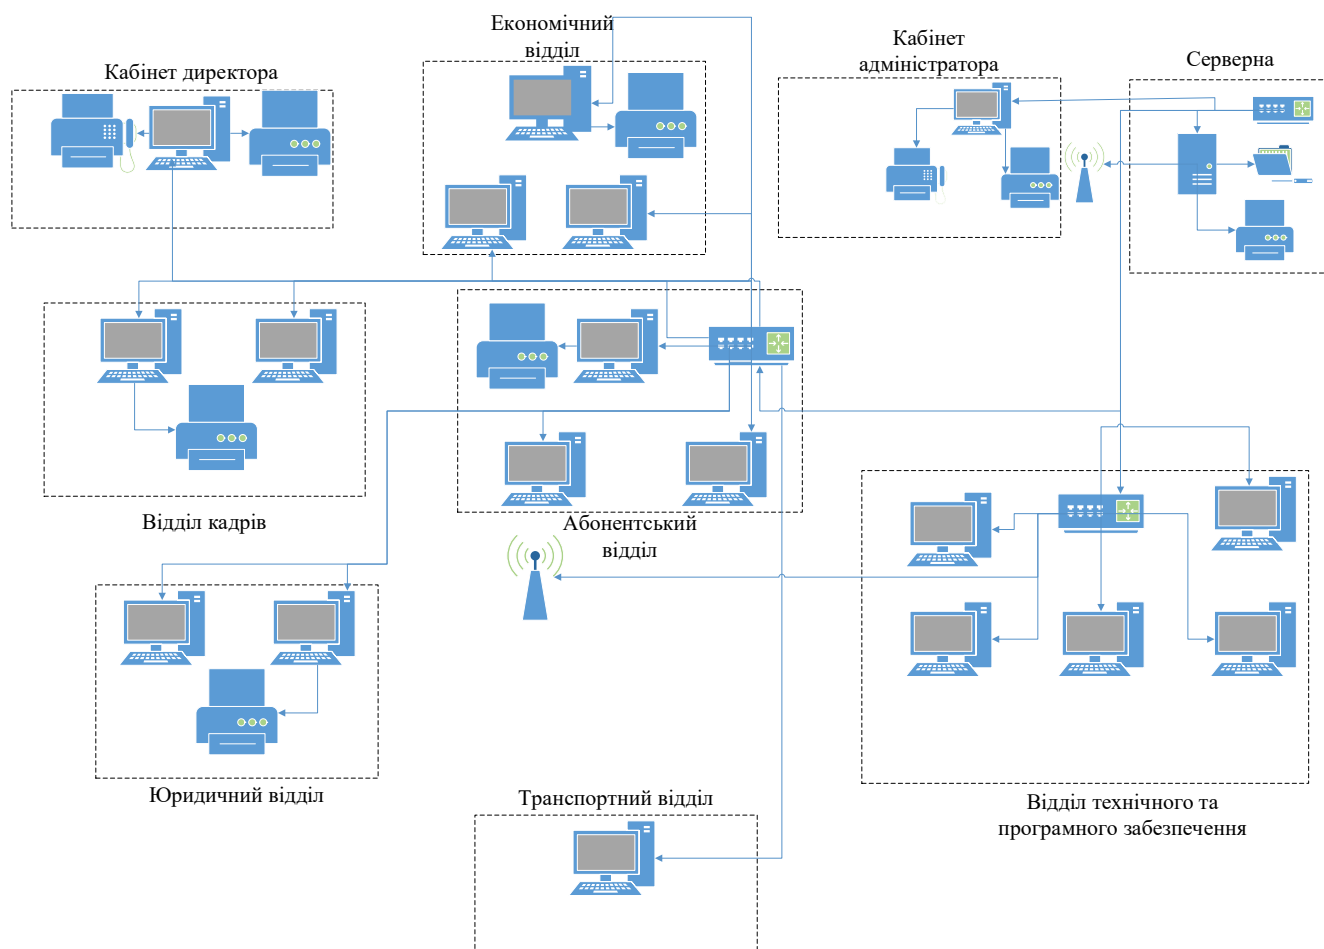 Економічний
відділ
Кабінет
адміністратора
Серверна
Кабінет директора
Відділ кадрів
Абонентський
відділ
Юридичний відділ
Транспортний відділ
Відділ технічного та
програмного забезпечення